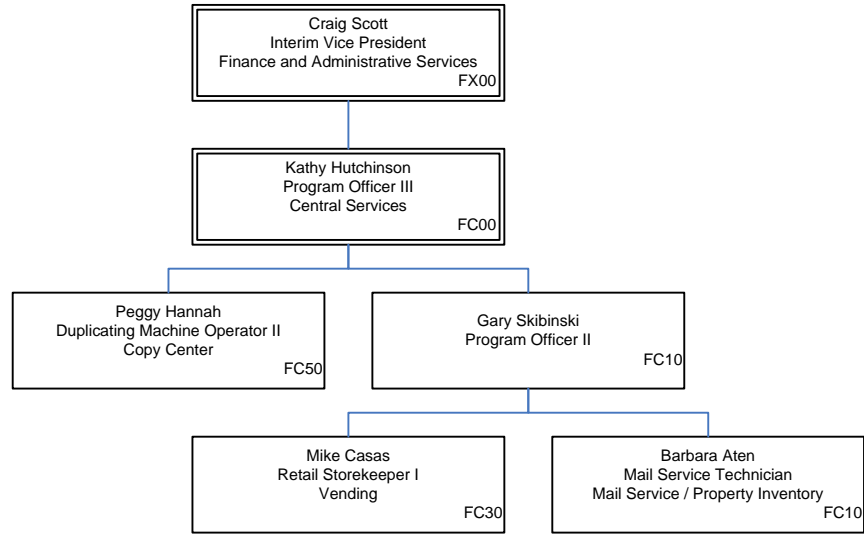 Craig Scott
Interim Vice President
Finance and Administrative Services
FX00
Kathy Hutchinson
Program Officer III
Central Services
FC00
Peggy Hannah
Duplicating Machine Operator II
Copy Center
FC50
Gary Skibinski
Program Officer II
FC10
Mike Casas
Retail Storekeeper I
Vending
FC30
Barbara Aten
Mail Service Technician
Mail Service / Property Inventory
FC10